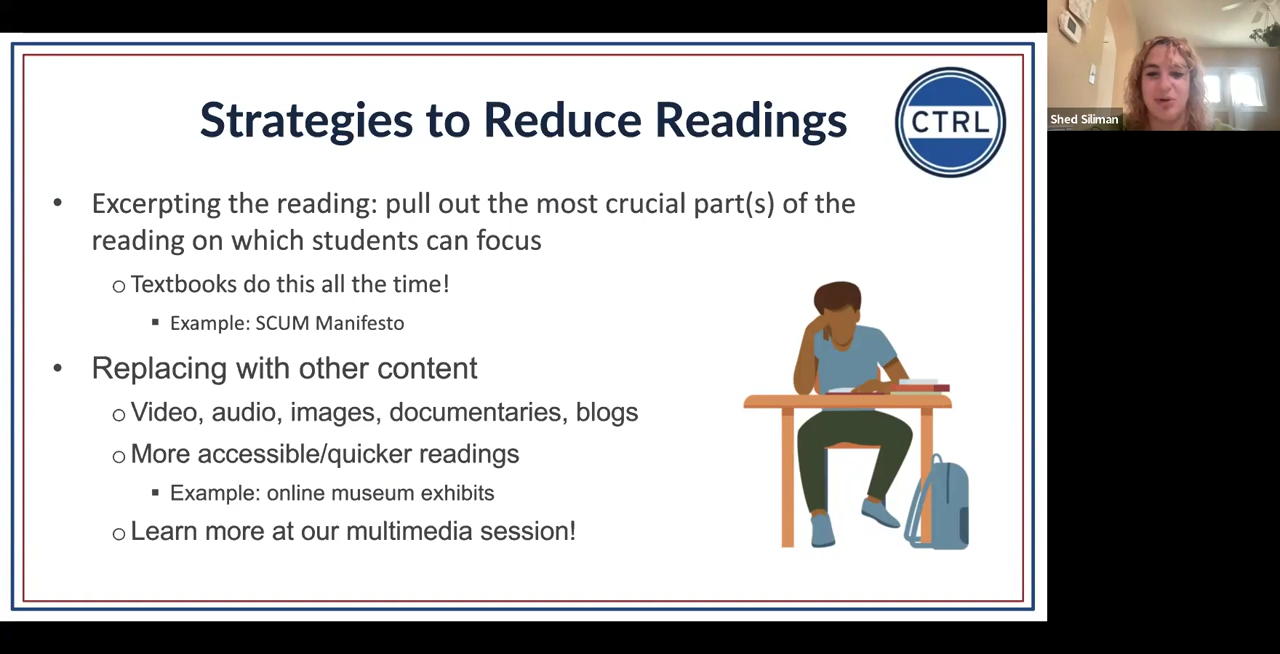 Strategies to Reduce Readings
CTRL
• Excerpting the reading: pull out the most crucial part(s) of the
reading on which students can focus
o Textbooks do this all the time!
▪ Example: SCUM Manifesto
• Replacing with other content
o Video, audio, images, documentaries, blogs
o More accessible/quicker readings
▪ Example: online museum exhibits
o Learn more at our multimedia session!
Shed Siliman